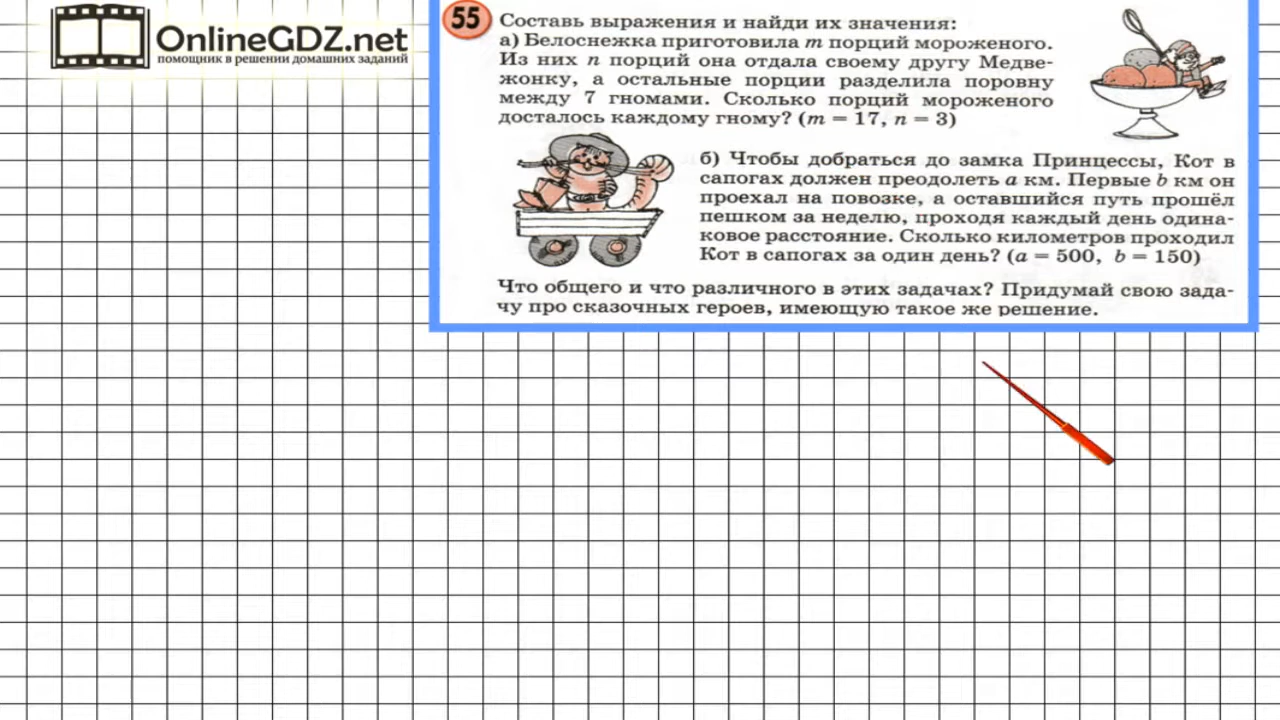 OnlineGDZ.net
помощник в решении домашних заданий
55 Составь выражения и найди их значения:
а) Белоснежка приготовила m порций мороженого.
Из них n порций она отдала своему другу Медве-
жонку, а остальные порции разделила поровну
между 7 гномами. Сколько порций мороженого
досталось каждому гному? (m = 17, n = 3)
б) Чтобы добраться до замка Принцессы, Кот в
сапогах должен преодолеть a км. Первые b км он
проехал на повозке, а оставшийся путь прошёл
пешком за неделю, проходя каждый день одина-
ковое расстояние. Сколько километров проходил
Кот в сапогах за один день? (a = 500, b = 150)
Что общего и что различного в этих задачах? Придумай свою зада-
чу про сказочных героев, имеющую такое же решение.